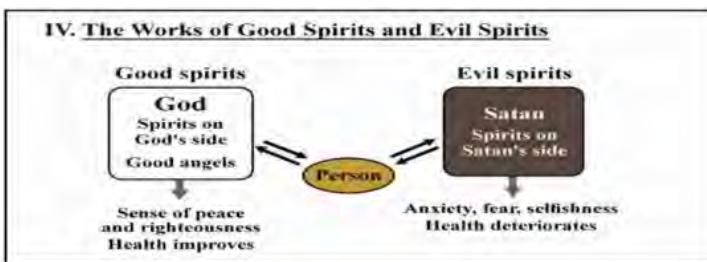 IV. The Works of Good Spirits and Evil Spirits
Good spirits
God
Spirits on
God's side
Good angels
Sense of peace
and righteousness
Health improves
Person
Evil spirits
Satan
Spirits on
Satan's side
Anxiety, fear, selfishness
Health deteriorates